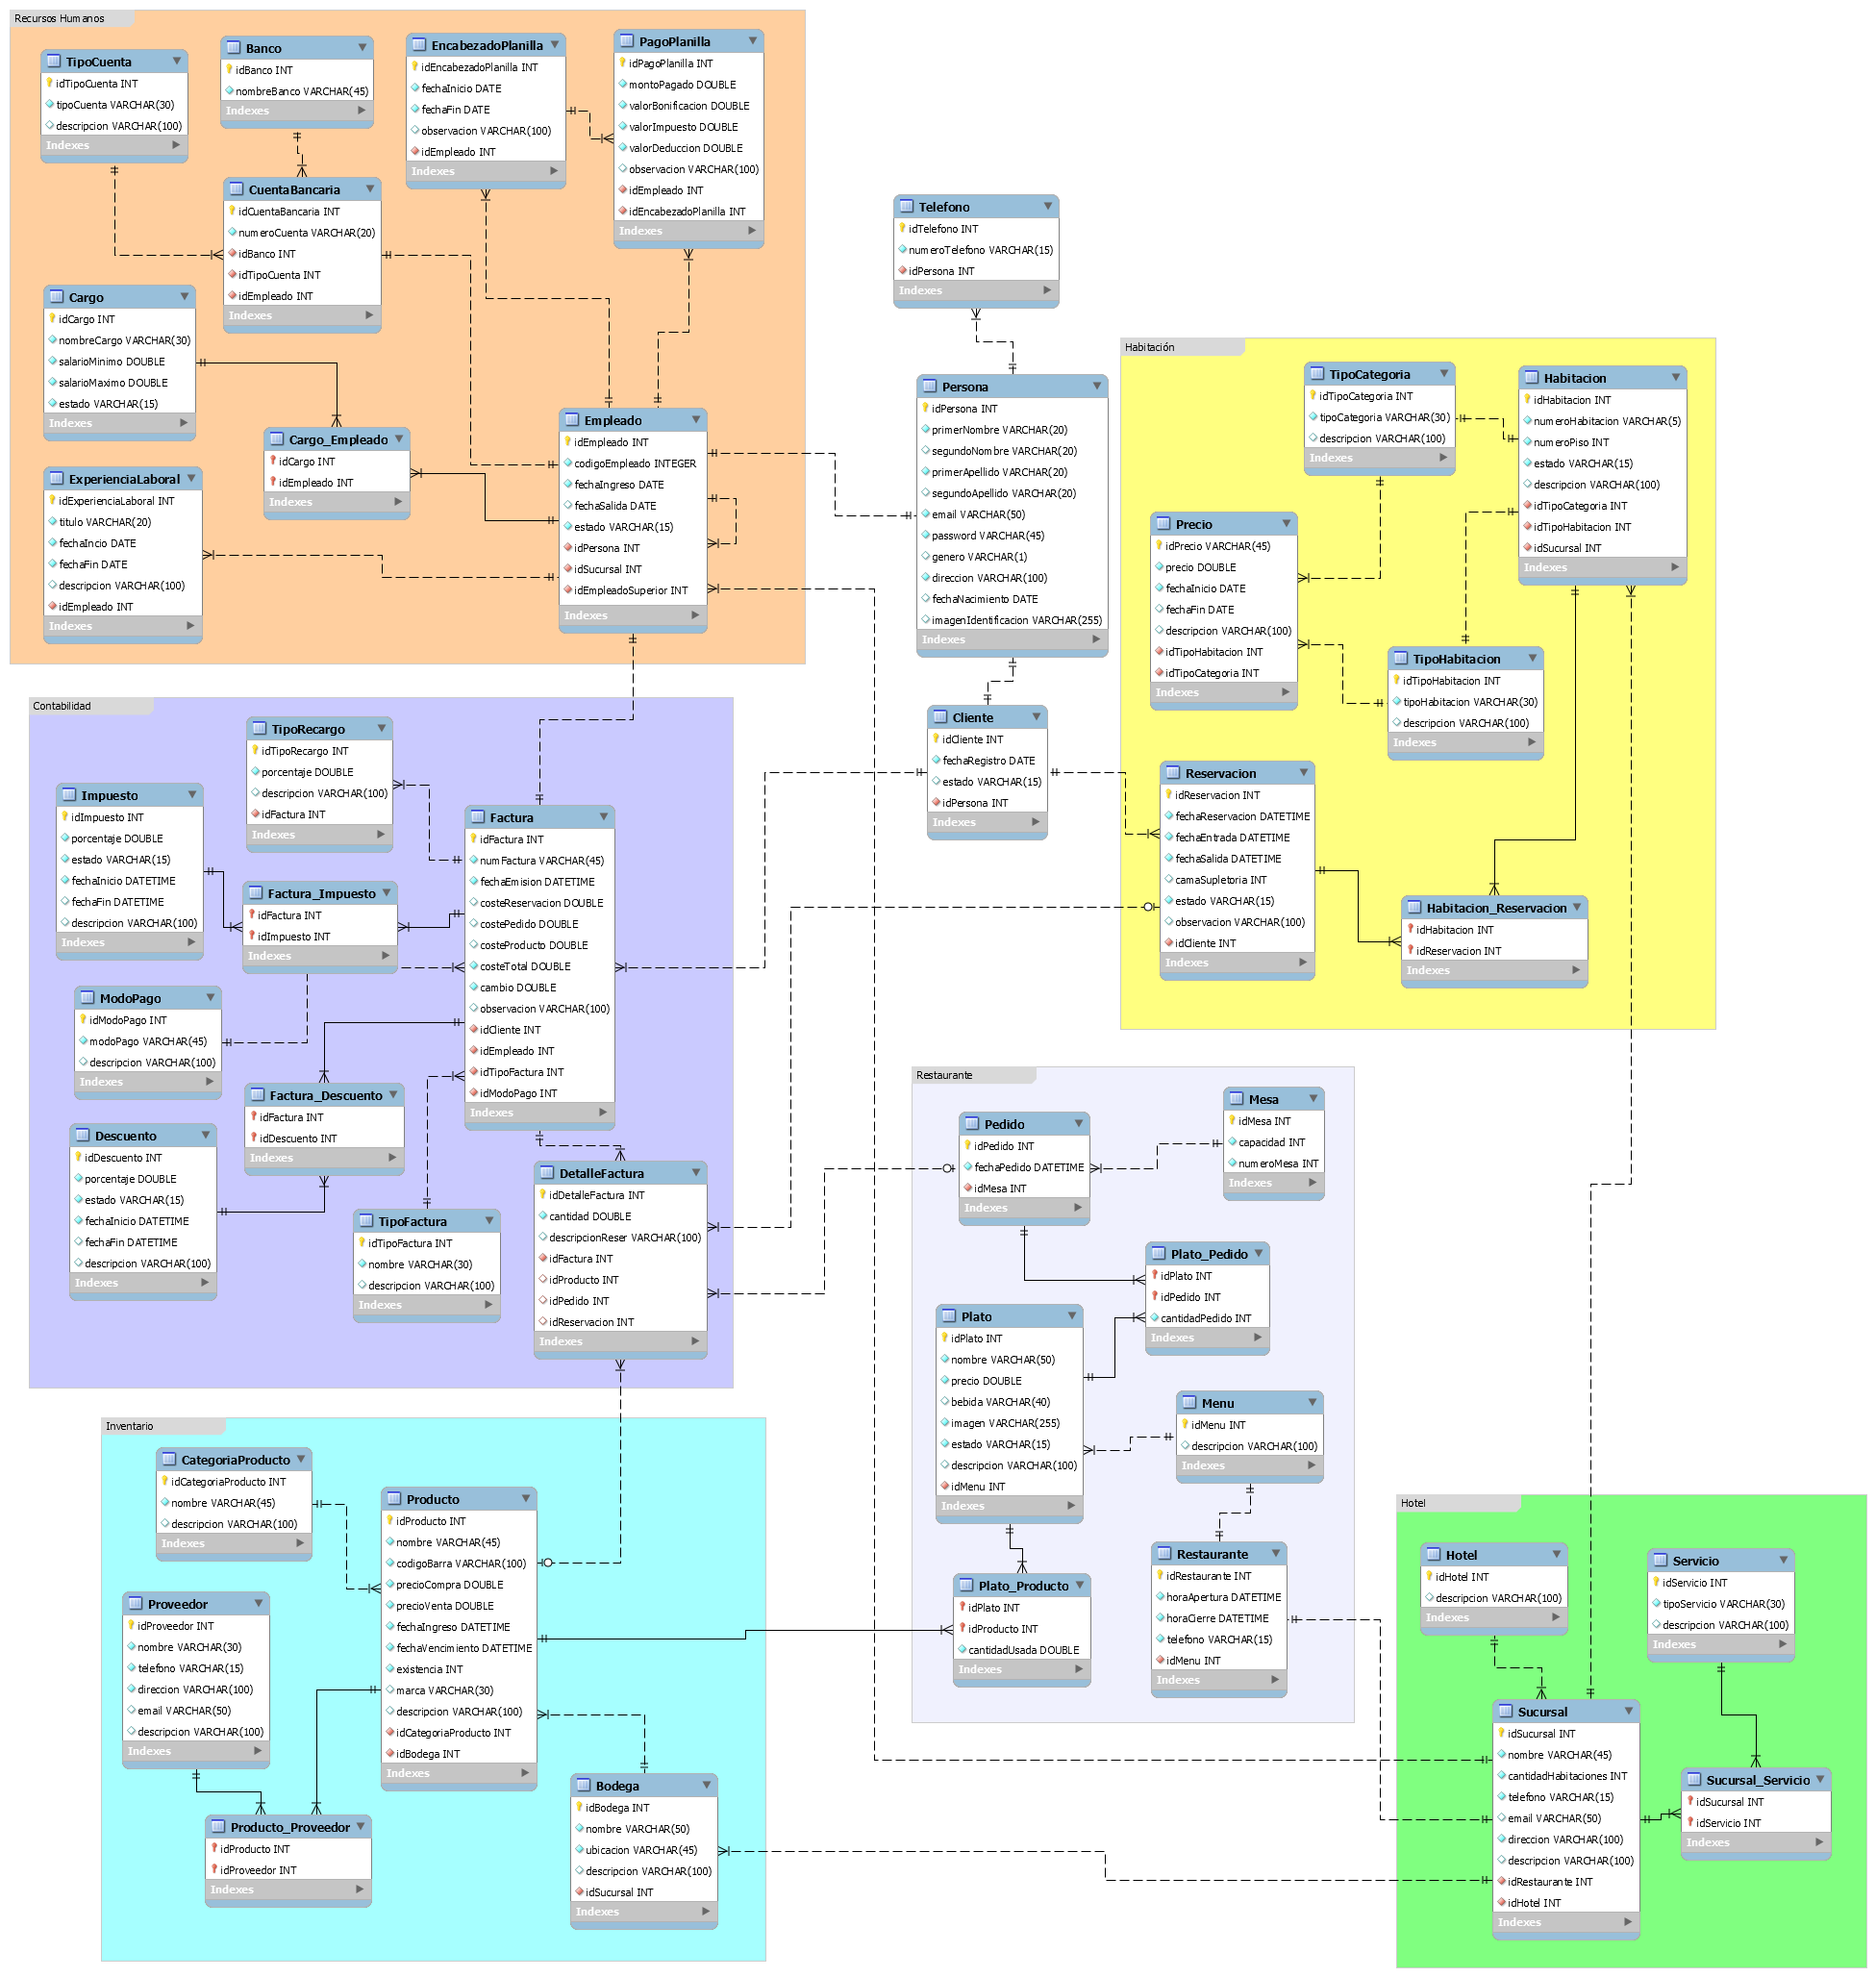 Recursos Humanos
TipoCuenta
idTipoCuenta INT
tipoCuenta VARCHAR(30)
descripcion VARCHAR(100)
Indexes
Banco
idBanco INT
nombreBanco VARCHAR(45)
Indexes
EncabezadoPlanilla
idEncabezadoPlanilla INT
fechaInicio DATE
fechaFin DATE
observacion VARCHAR(100)
idEmpleado INT
Indexes
PagoPlanilla
idPagoPlanilla INT
montoPagado DOUBLE
valorBonificacion DOUBLE
valorImpuesto DOUBLE
valorDeduccion DOUBLE
observacion VARCHAR(100)
idEmpleado INT
idEncabezadoPlanilla INT
Indexes
CuentaBancaria
idCuentaBancaria INT
numeroCuenta VARCHAR(20)
idBanco INT
idTipoCuenta INT
idEmpleado INT
Indexes
Cargo
idCargo INT
nombreCargo VARCHAR(30)
salarioMinimo DOUBLE
salarioMaximo DOUBLE
estado VARCHAR(15)
Indexes
Cargo_Empleado
idCargo INT
idEmpleado INT
Indexes
ExperienciaLaboral
idExperienciaLaboral INT
titulo VARCHAR(20)
fechaIncio DATE
fechaFin DATE
descripcion VARCHAR(100)
idEmpleado INT
Indexes
Empleado
idEmpleado INT
codigoEmpleado INTEGER
fechaIngreso DATE
fechaSalida DATE
estado VARCHAR(15)
idPersona INT
idSucursal INT
idEmpleadoSuperior INT
Indexes
Telefono
idTelefono INT
numeroTelefono VARCHAR(15)
idPersona INT
Indexes
Persona
idPersona INT
primerNombre VARCHAR(20)
segundoNombre VARCHAR(20)
primerApellido VARCHAR(20)
segundoApellido VARCHAR(20)
email VARCHAR(50)
password VARCHAR(45)
genero VARCHAR(1)
direccion VARCHAR(100)
fechaNacimiento DATE
imagenIdentificacion VARCHAR(255)
Indexes
Cliente
idCliente INT
fechaRegistro DATE
estado VARCHAR(15)
idPersona INT
Indexes
Habitación
TipoCategoria
idTipoCategoria INT
tipoCategoria VARCHAR(30)
descripcion VARCHAR(100)
Indexes
Habitacion
idHabitacion INT
numeroHabitacion VARCHAR(5)
numeroPiso INT
estado VARCHAR(15)
descripcion VARCHAR(100)
idTipoCategoria INT
idTipoHabitacion INT
idSucursal INT
Indexes
Precio
idPrecio VARCHAR(45)
precio DOUBLE
fechaInicio DATE
fechaFin DATE
descripcion VARCHAR(100)
idTipoHabitacion INT
idTipoCategoria INT
Indexes
TipoHabitacion
idTipoHabitacion INT
tipoHabitacion VARCHAR(30)
descripcion VARCHAR(100)
Indexes
Reservacion
idReservacion INT
fechaReservacion DATETIME
fechaEntrada DATETIME
fechaSalida DATETIME
camaSupletoria INT
estado VARCHAR(15)
observacion VARCHAR(100)
idCliente INT
Indexes
Habitacion_Reservacion
idHabitacion INT
idReservacion INT
Indexes
Contabilidad
TipoRecargo
idTipoRecargo INT
porcentaje DOUBLE
descripcion VARCHAR(100)
idFactura INT
Indexes
Impuesto
idImpuesto INT
porcentaje DOUBLE
estado VARCHAR(15)
fechaInicio DATETIME
fechaFin DATETIME
descripcion VARCHAR(100)
Indexes
Factura_Impuesto
idFactura INT
idImpuesto INT
Indexes
Factura
idFactura INT
numFactura VARCHAR(45)
fechaEmision DATETIME
costeReservacion DOUBLE
costePedido DOUBLE
costeProducto DOUBLE
costeTotal DOUBLE
cambio DOUBLE
observacion VARCHAR(100)
idCliente INT
idEmpleado INT
idTipoFactura INT
idModoPago INT
Indexes
ModoPago
idModoPago INT
modoPago VARCHAR(45)
descripcion VARCHAR(100)
Indexes
Factura_Descuento
idFactura INT
idDescuento INT
Indexes
Descuento
idDescuento INT
porcentaje DOUBLE
estado VARCHAR(15)
fechaInicio DATETIME
fechaFin DATETIME
descripcion VARCHAR(100)
Indexes
TipoFactura
idTipoFactura INT
nombre VARCHAR(30)
descripcion VARCHAR(100)
Indexes
DetalleFactura
idDetalleFactura INT
cantidad DOUBLE
descripcionReser VARCHAR(100)
idFactura INT
idProducto INT
idPedido INT
idReservacion INT
Indexes
Restaurante
Pedido
idPedido INT
fechaPedido DATETIME
idMesa INT
Indexes
Mesa
idMesa INT
capacidad INT
numeroMesa INT
Indexes
Plato_Pedido
idPlato INT
idPedido INT
cantidadPedido INT
Indexes
Plato
idPlato INT
nombre VARCHAR(50)
precio DOUBLE
bebida VARCHAR(40)
imagen VARCHAR(255)
estado VARCHAR(15)
descripcion VARCHAR(100)
idMenu INT
Indexes
Menu
idMenu INT
descripcion VARCHAR(100)
Indexes
Plato_Producto
idPlato INT
idProducto INT
cantidadUsada DOUBLE
Indexes
Restaurante
idRestaurante INT
horaApertura DATETIME
horaCierre DATETIME
telefono VARCHAR(15)
idMenu INT
Indexes
Inventario
CategoriaProducto
idCategoriaProducto INT
nombre VARCHAR(45)
descripcion VARCHAR(100)
Indexes
Producto
idProducto INT
nombre VARCHAR(45)
codigoBarra VARCHAR(100)
precioCompra DOUBLE
precioVenta DOUBLE
fechaIngreso DATETIME
fechaVencimiento DATETIME
existencia INT
marca VARCHAR(30)
descripcion VARCHAR(100)
idCategoriaProducto INT
idBodega INT
Indexes
Proveedor
idProveedor INT
nombre VARCHAR(30)
telefono VARCHAR(15)
direccion VARCHAR(100)
email VARCHAR(50)
descripcion VARCHAR(100)
Indexes
Producto_Proveedor
idProducto INT
idProveedor INT
Indexes
Bodega
idBodega INT
nombre VARCHAR(50)
ubicacion VARCHAR(45)
descripcion VARCHAR(100)
idSucursal INT
Indexes
Hotel
Hotel
idHotel INT
descripcion VARCHAR(100)
Indexes
Servicio
idServicio INT
tipoServicio VARCHAR(30)
descripcion VARCHAR(100)
Indexes
Sucursal
idSucursal INT
nombre VARCHAR(45)
cantidadHabitaciones INT
telefono VARCHAR(15)
email VARCHAR(50)
direccion VARCHAR(100)
descripcion VARCHAR(100)
idRestaurante INT
idHotel INT
Indexes
Sucursal_Servicio
idSucursal INT
idServicio INT
Indexes